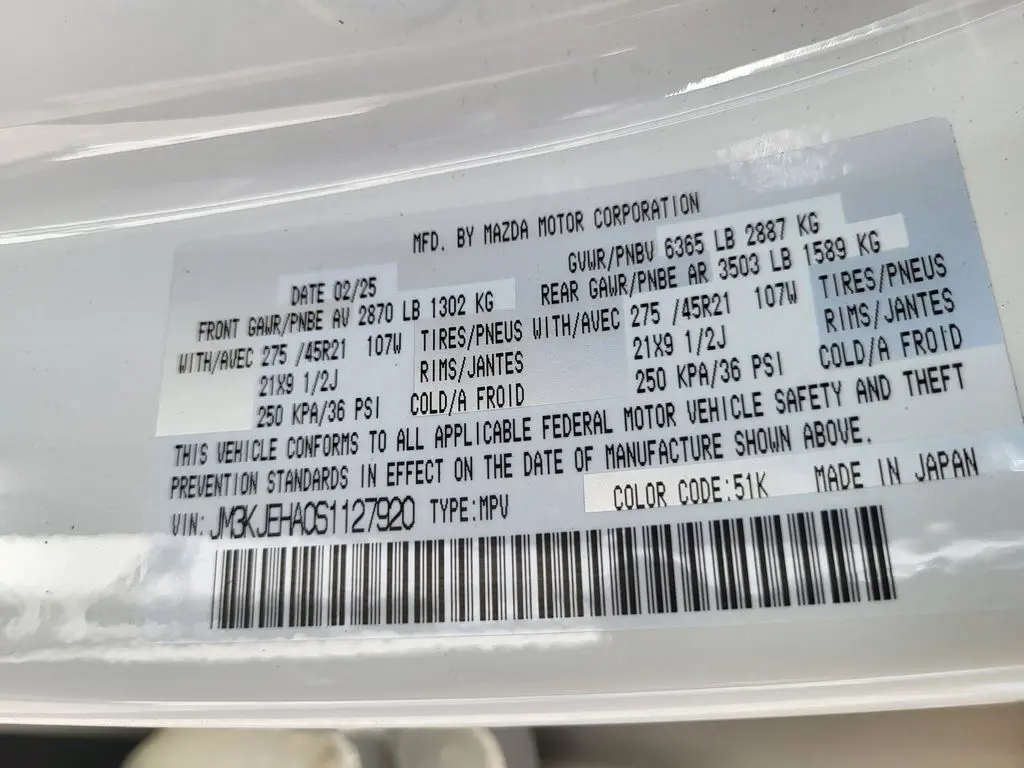 MFD. BY MAZDA MOTOR CORPORATION
DATE 02/25
GVWR/PNBV 6365 LB 2887 KG
FRONT GAWR/PNBE AV 2870 LB 1302 KG
REAR GAWR/PNBE AR 3503 LB 1589 KG
WITH/AVEC 275 /45R21 107W TIRES/PNEUS WITH/AVEC 275 /45R21 107W TIRES/PNEUS
21X9 1/2J RIMS/JANTES 21X9 1/2J RIMS/JANTES
250 KPA/36 PSI COLD/A FROID 250 KPA/36 PSI COLD/A FROID
THIS VEHICLE CONFORMS TO ALL APPLICABLE FEDERAL MOTOR VEHICLE SAFETY AND THEFT
PREVENTION STANDARDS IN EFFECT ON THE DATE OF MANUFACTURE SHOWN ABOVE.
VIN: JM3KJEHA0S1127920 TYPE:MPV COLOR CODE:51K MADE IN JAPAN